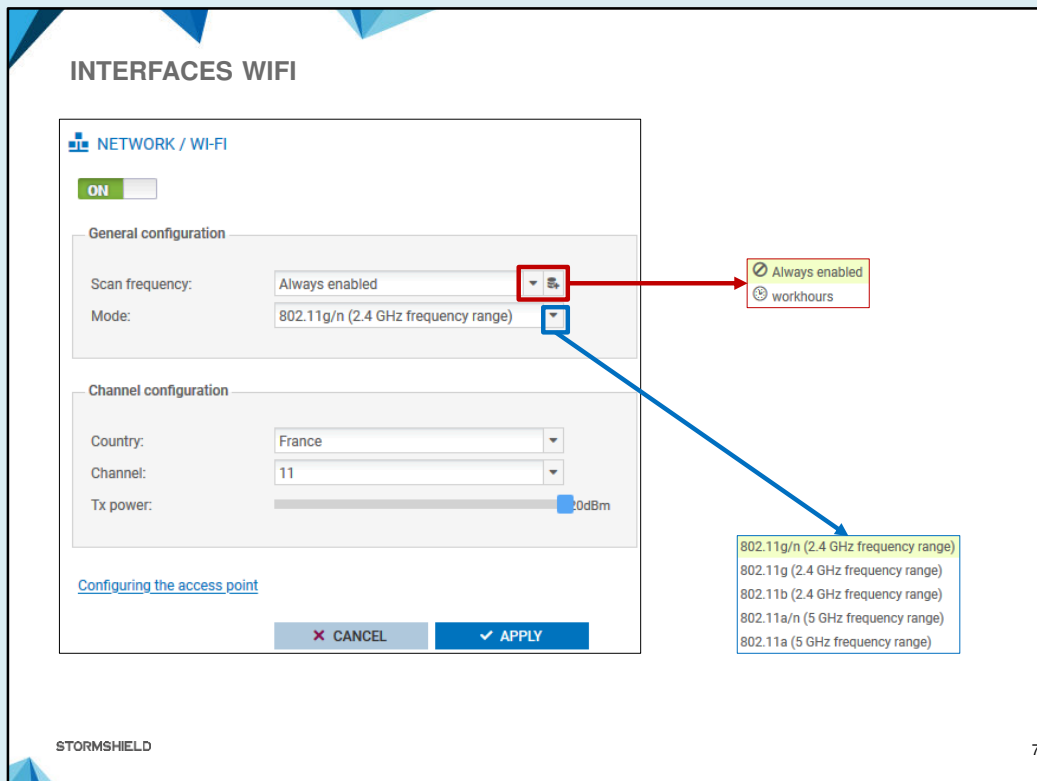 INTERFACES WIFI
NETWORK / WI-FI
ON
General configuration
Scan frequency: Always enabled
Mode: 802.11g/n (2.4 GHz frequency range)
Always enabled
workhours
Channel configuration
Country: France
Channel: 11
Tx power:
Configuring the access point
CANCEL APPLY
802.11g/n (2.4 GHz frequency range)
802.11g (2.4 GHz frequency range)
802.11b (2.4 GHz frequency range)
802.11a/n (5 GHz frequency range)
802.11a (5 GHz frequency range)
STORMSHIELD
7